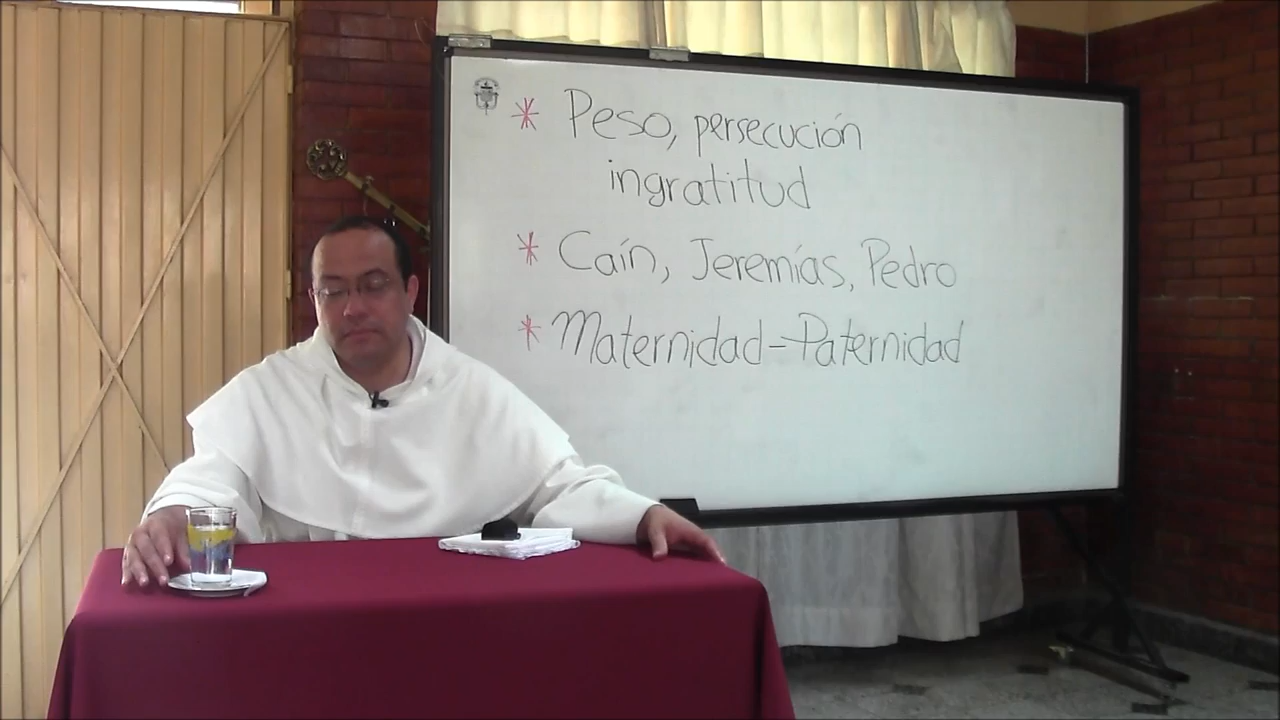 * Peso, persecución
ingratitud
* Caín, Jeremías, Pedro
* Maternidad-Paternidad